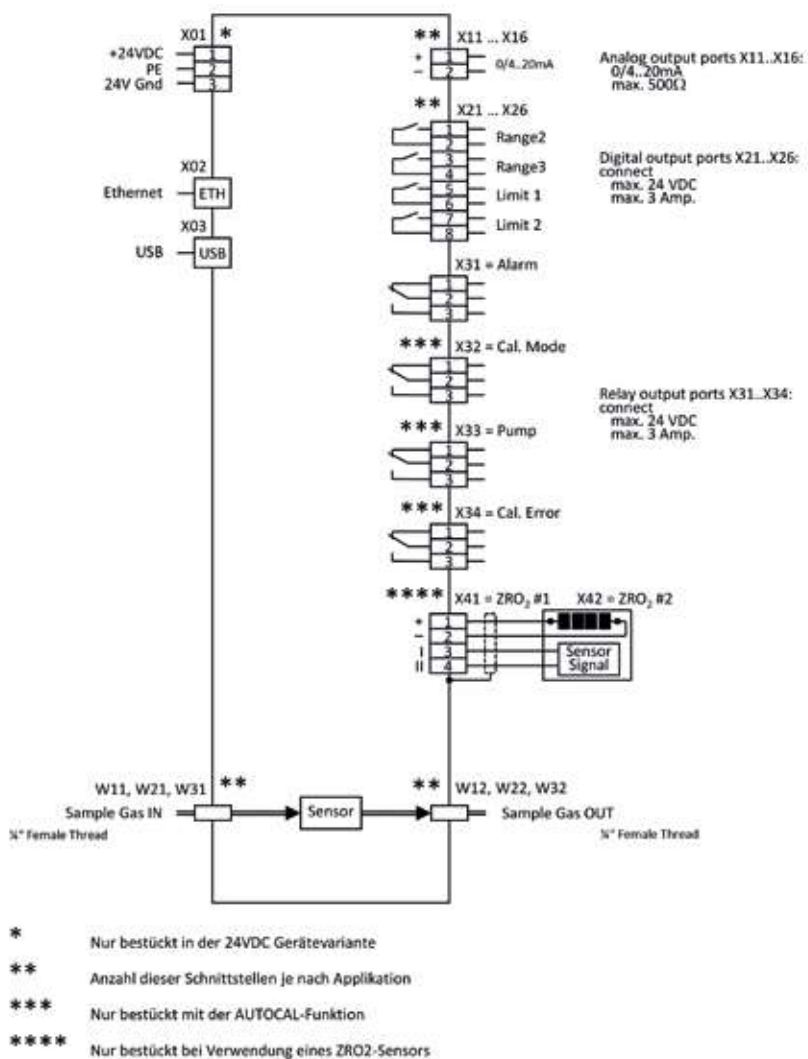 X01 *
+24VDC 1
PE 2
24V Gnd 3
X02
Ethernet ETH
X03
USB USB
** X11 ... X16
+ 1 0/4..20mA
− 2
Analog output ports X11..X16:
0/4..20mA
max. 500Ω
** X21 ... X26
1
2 Range2
3
4 Range3
5
6 Limit 1
7
8 Limit 2
Digital output ports X21..X26:
connect
max. 24 VDC
max. 3 Amp.
X31 = Alarm
1
2
3
*** X32 = Cal. Mode
1
2
3
Relay output ports X31..X34:
connect
max. 24 VDC
max. 3 Amp.
*** X33 = Pump
1
2
3
*** X34 = Cal. Error
1
2
3
**** X41 = ZRO₂ #1 X42 = ZRO₂ #2
+ 1
− 2
I 3
II 4
Sensor
Signal
W11, W21, W31 **
Sample Gas IN
¼" Female Thread
Sensor
** W12, W22, W32
Sample Gas OUT
¼" Female Thread
* Nur bestückt in der 24VDC Gerätevariante
** Anzahl dieser Schnittstellen je nach Applikation
*** Nur bestückt mit der AUTOCAL-Funktion
**** Nur bestückt bei Verwendung eines ZRO2-Sensors